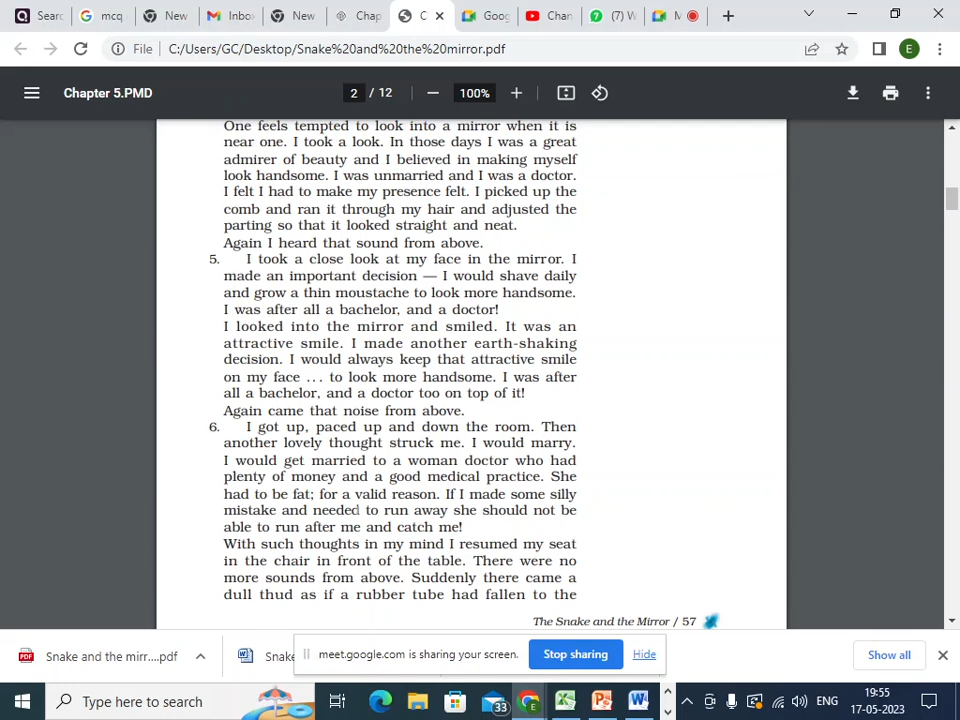 Searc
mcq
New
Inbo
New
Chap
C
Goog
Chan
(7) W
M
File
C:/Users/GC/Desktop/Snake%20and%20the%20mirror.pdf
E
Chapter 5.PMD
2 / 12
100%
One feels tempted to look into a mirror when it is
near one. I took a look. In those days I was a great
admirer of beauty and I believed in making myself
look handsome. I was unmarried and I was a doctor.
I felt I had to make my presence felt. I picked up the
comb and ran it through my hair and adjusted the
parting so that it looked straight and neat.
Again I heard that sound from above.
5. I took a close look at my face in the mirror. I
made an important decision — I would shave daily
and grow a thin moustache to look more handsome.
I was after all a bachelor, and a doctor!
I looked into the mirror and smiled. It was an
attractive smile. I made another earth-shaking
decision. I would always keep that attractive smile
on my face ... to look more handsome. I was after
all a bachelor, and a doctor too on top of it!
Again came that noise from above.
6. I got up, paced up and down the room. Then
another lovely thought struck me. I would marry.
I would get married to a woman doctor who had
plenty of money and a good medical practice. She
had to be fat; for a valid reason. If I made some silly
mistake and needed to run away she should not be
able to run after me and catch me!
With such thoughts in my mind I resumed my seat
in the chair in front of the table. There were no
more sounds from above. Suddenly there came a
dull thud as if a rubber tube had fallen to the
The Snake and the Mirror / 57
Snake and the mirr....pdf
Snake
meet.google.com is sharing your screen.
Stop sharing
Hide
Show all
Type here to search
33
ENG
19:55
17-05-2023